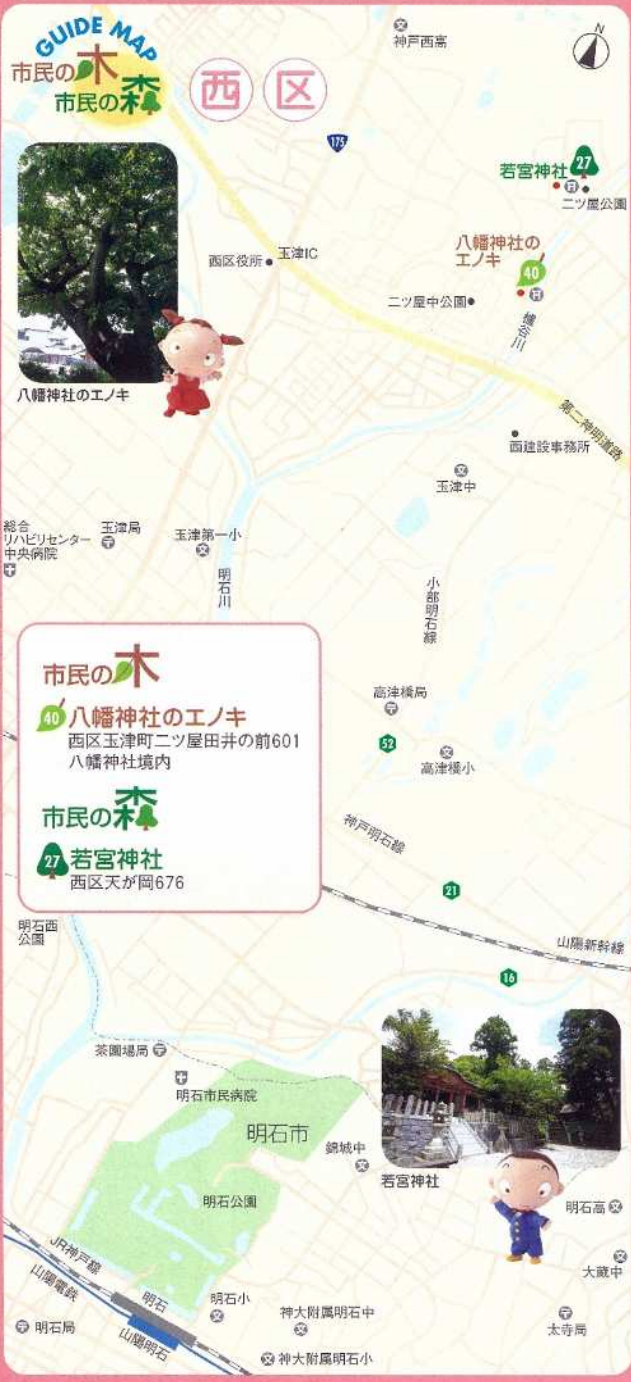 GUIDE MAP
市民の木
市民の森
西区
N
神戸西高
175
若宮神社
27
二ツ屋公園
八幡神社の
エノキ
40
西区役所
玉津IC
二ツ屋中公園
櫨谷川
八幡神社のエノキ
第二神明道路
西建設事務所
玉津中
総合
リハビリセンター
中央病院
玉津局
玉津第一小
明石川
小部明石線
市民の木
40 八幡神社のエノキ
西区玉津町二ツ屋田井の前601
八幡神社境内
市民の森
27 若宮神社
西区天が岡676
高津橋局
52
高津橋小
神戸明石線
21
山陽新幹線
明石西
公園
16
茶園場局
明石市民病院
明石市
錦城中
明石公園
若宮神社
明石高
大蔵中
JR神戸線
山陽電鉄
明石
山陽明石
明石小
明石局
神大附属明石中
神大附属明石小
太寺局